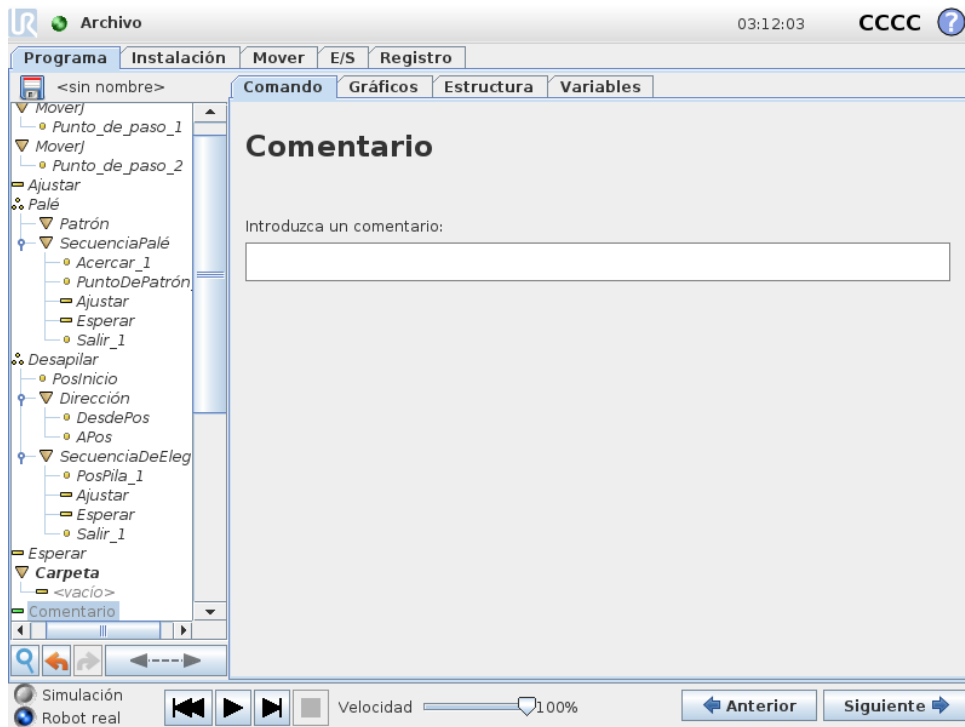 UR Archivo 03:12:03 CCCC ?
Programa Instalación Mover E/S Registro
<sin nombre> Comando Gráficos Estructura Variables
MoverJ
Punto_de_paso_1
MoverJ
Punto_de_paso_2
Ajustar
Palé
Patrón
SecuenciaPalé
Acercar_1
PuntoDePatrón_
Ajustar
Esperar
Salir_1
Desapilar
PosInicio
Dirección
DesdePos
APos
SecuenciaDeEleg
PosPila_1
Ajustar
Esperar
Salir_1
Esperar
Carpeta
<vacío>
Comentario
Comentario
Introduzca un comentario:
Simulación
Robot real
Velocidad 100%
Anterior Siguiente